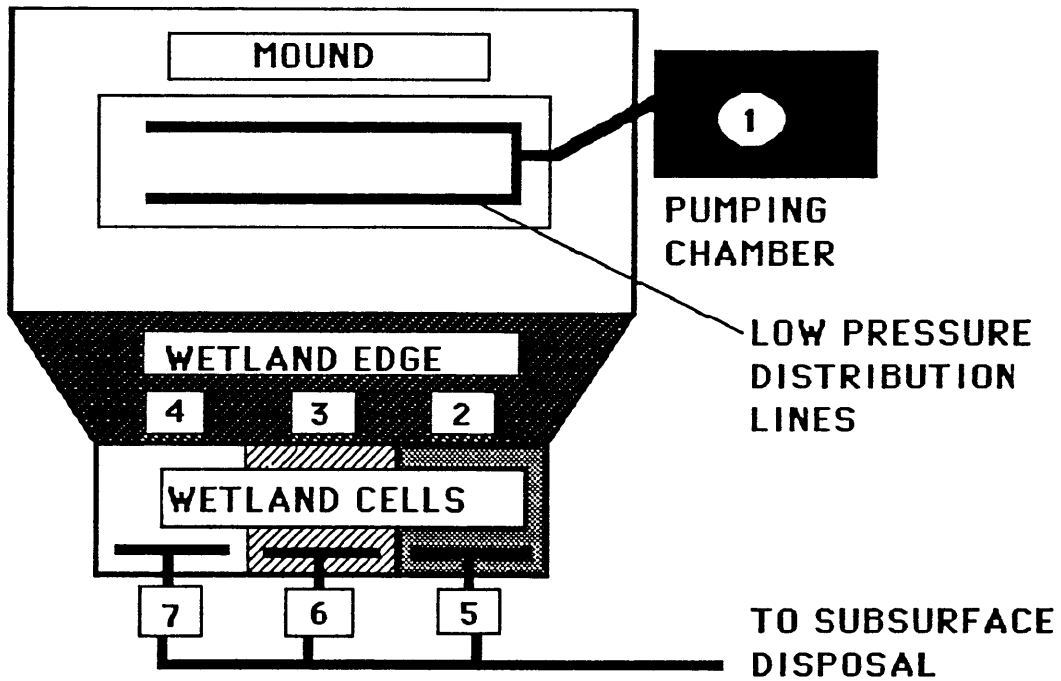 MOUND
1
PUMPING
CHAMBER
LOW PRESSURE
DISTRIBUTION
LINES
WETLAND EDGE
4 3 2
WETLAND CELLS
7 6 5
TO SUBSURFACE
DISPOSAL